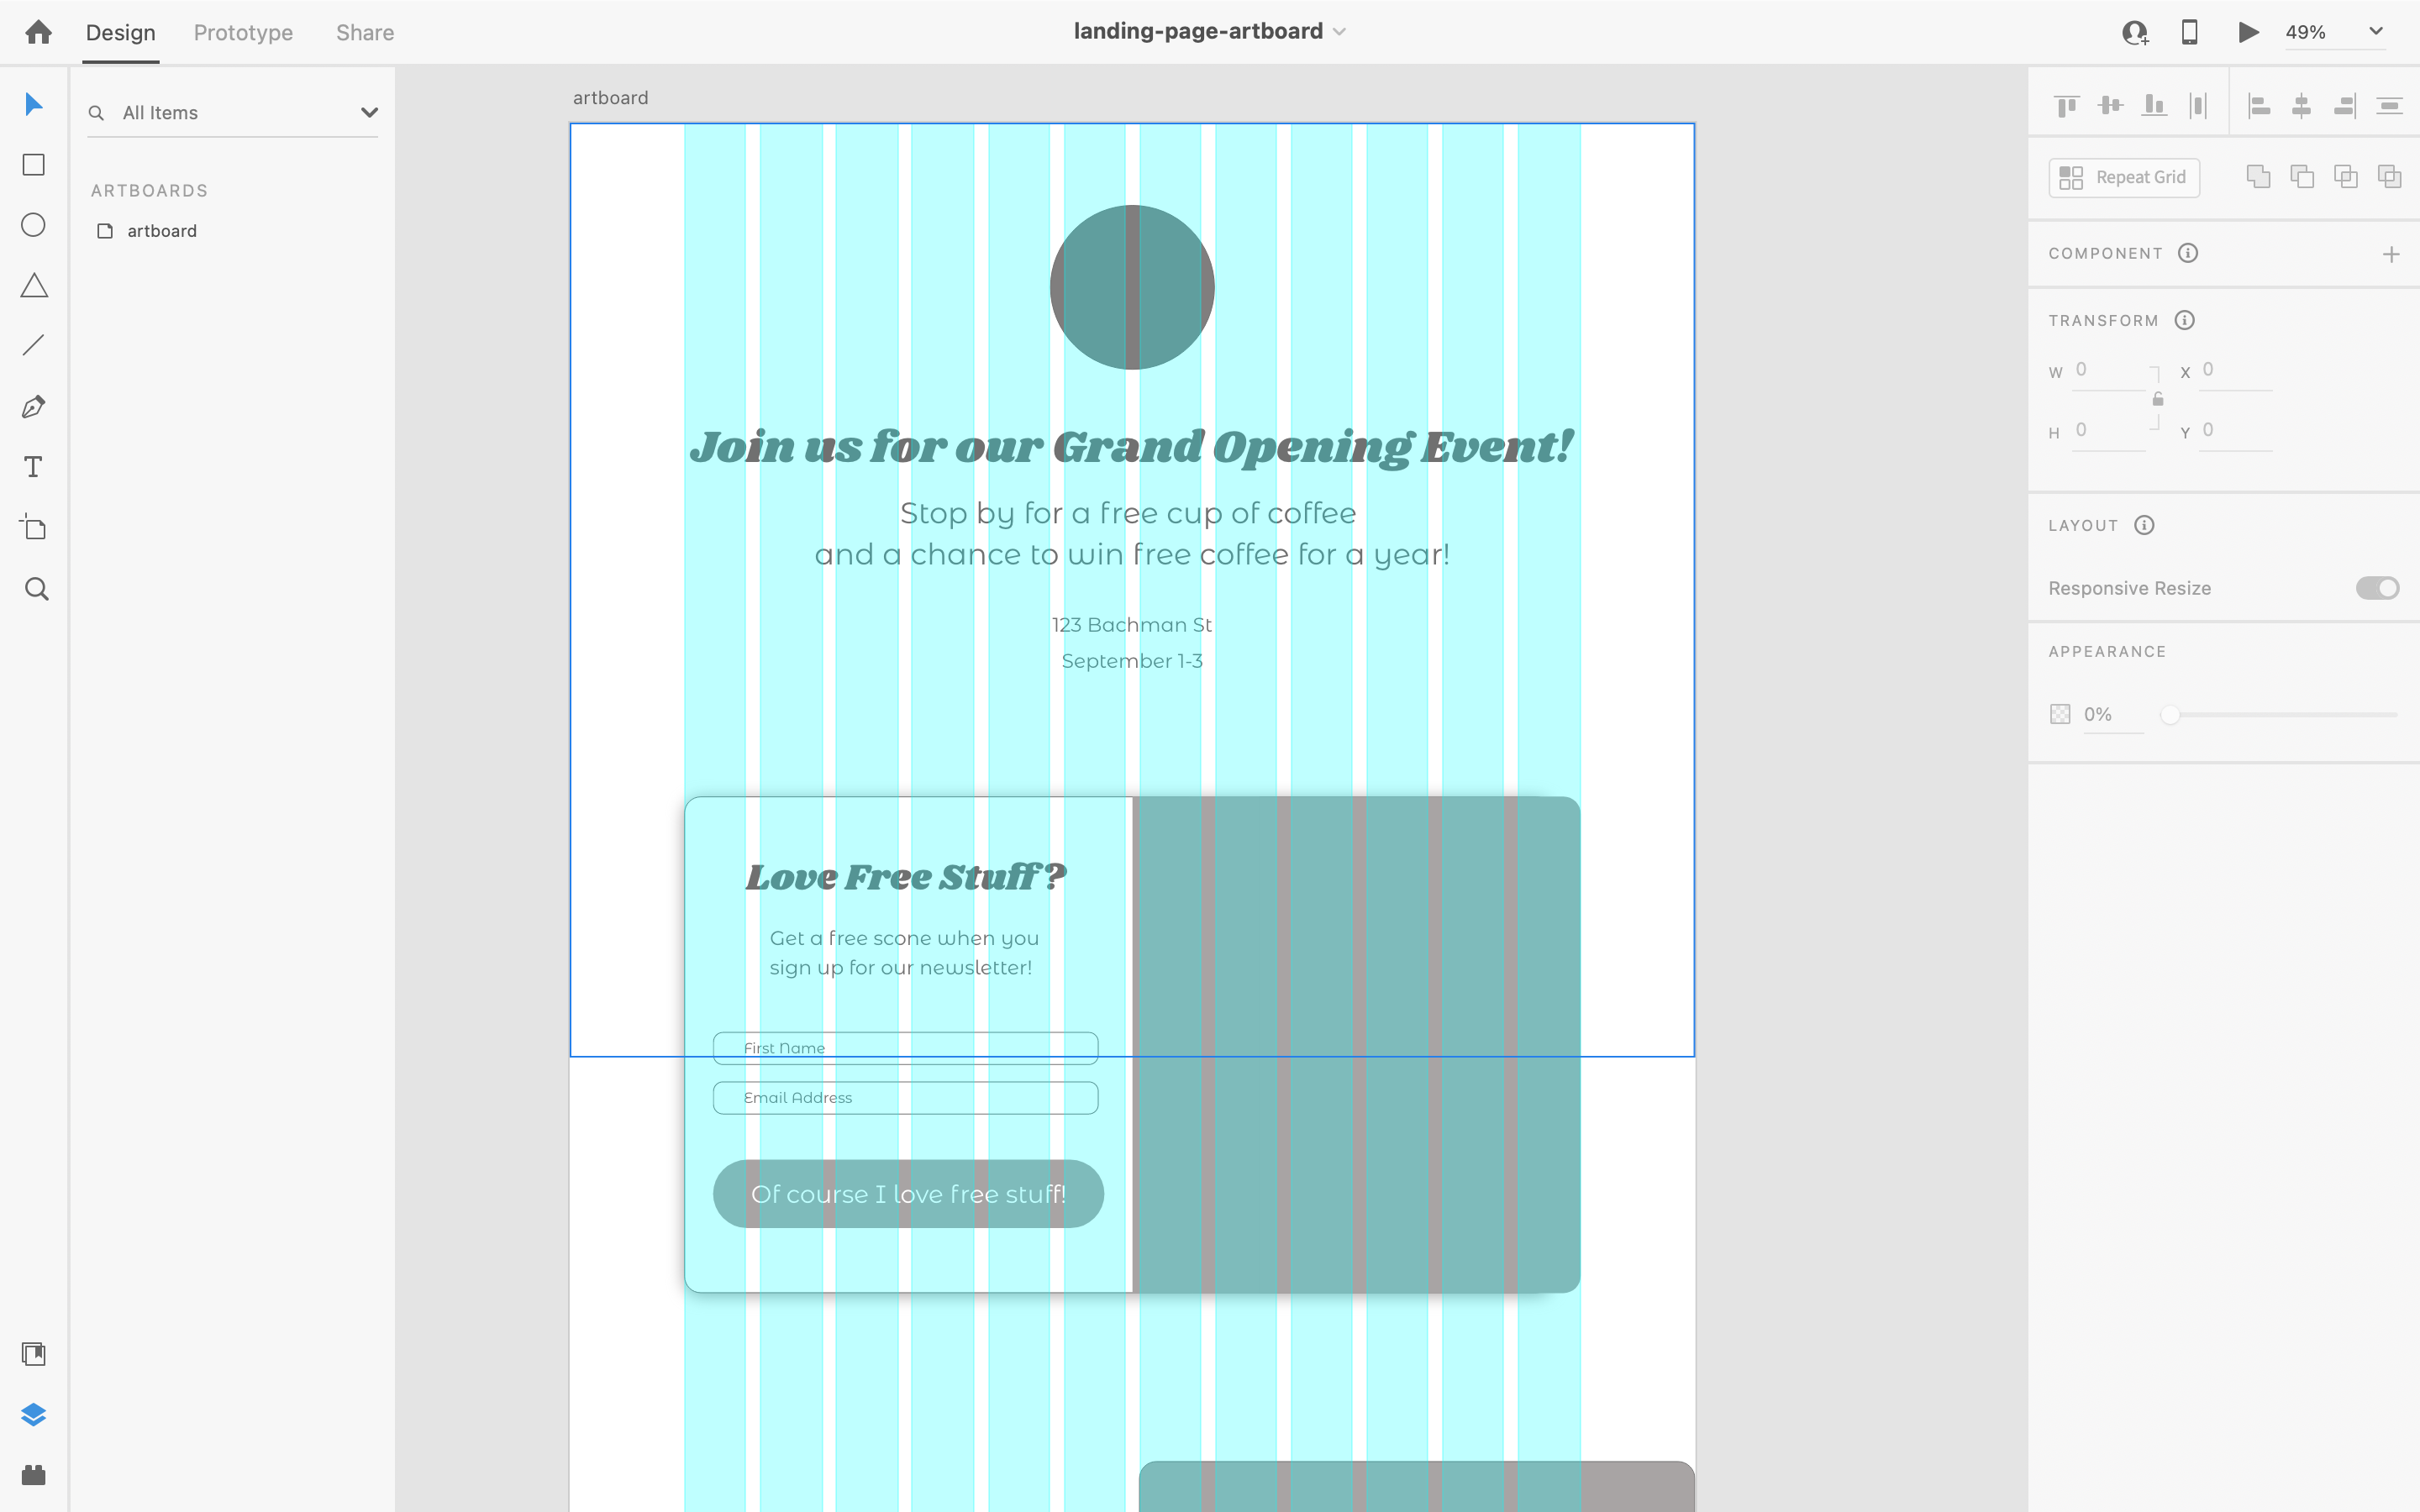 Design Prototype Share
landing-page-artboard
49%
All Items
ARTBOARDS
artboard
artboard
Join us for our Grand Opening Event!
Stop by for a free cup of coffee
and a chance to win free coffee for a year!
123 Bachman St
September 1-3
Love Free Stuff?
Get a free scone when you
sign up for our newsletter!
First Name
Email Address
Of course I love free stuff!
Repeat Grid
COMPONENT
TRANSFORM
W 0 X 0
H 0 Y 0
LAYOUT
Responsive Resize
APPEARANCE
0%